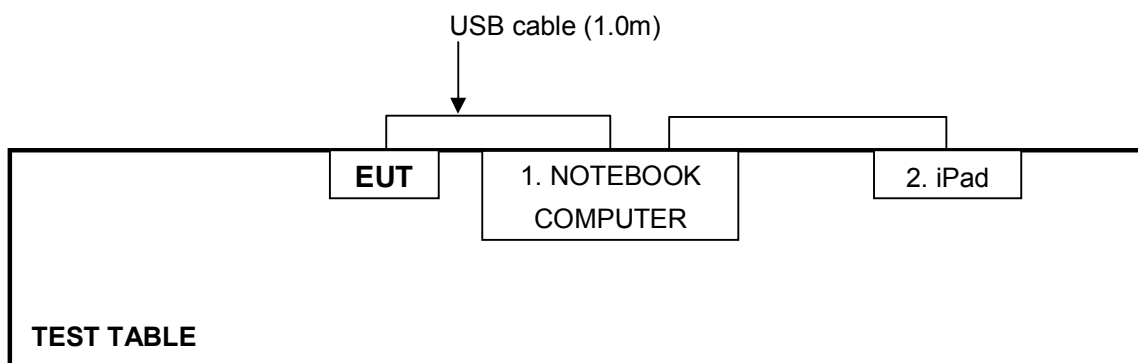 USB cable (1.0m)
EUT
1. NOTEBOOK
COMPUTER
2. iPad
TEST TABLE